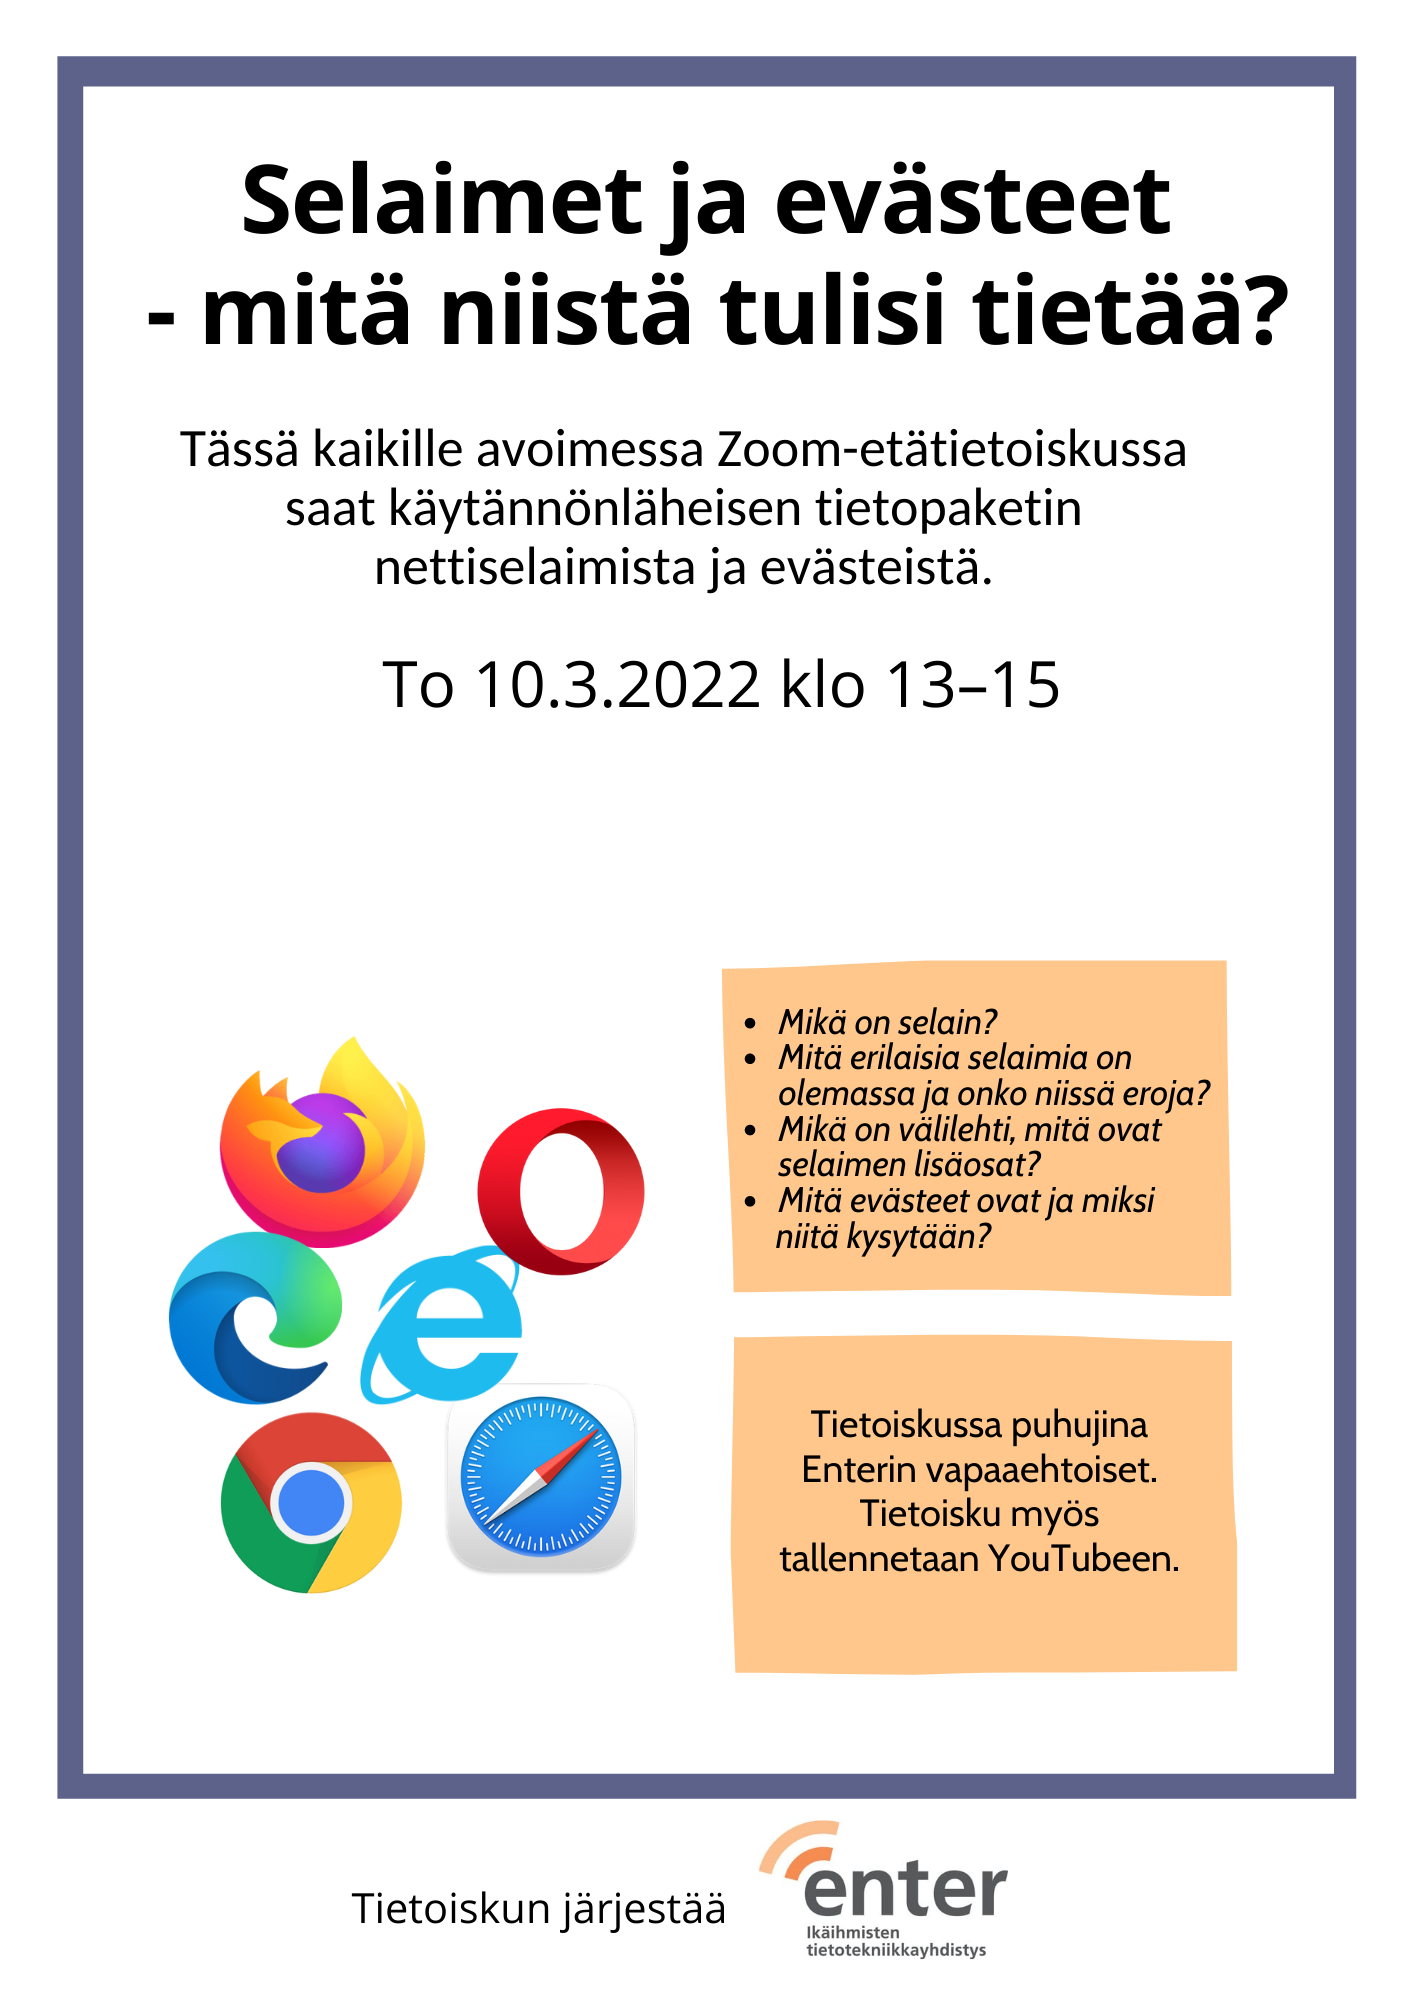 Selaimet ja evästeet
- mitä niistä tulisi tietää?
Tässä kaikille avoimessa Zoom-etätietoiskussa
saat käytännönläheisen tietopaketin
nettiselaimista ja evästeistä.
To 10.3.2022 klo 13–15
• Mikä on selain?
• Mitä erilaisia selaimia on
olemassa ja onko niissä eroja?
• Mikä on välilehti, mitä ovat
selaimen lisäosat?
• Mitä evästeet ovat ja miksi
niitä kysytään?
Tietoiskussa puhujina
Enterin vapaaehtoiset.
Tietoisku myös
tallennetaan YouTubeen.
Tietoiskun järjestää
enter
Ikäihmisten
tietotekniikkayhdistys